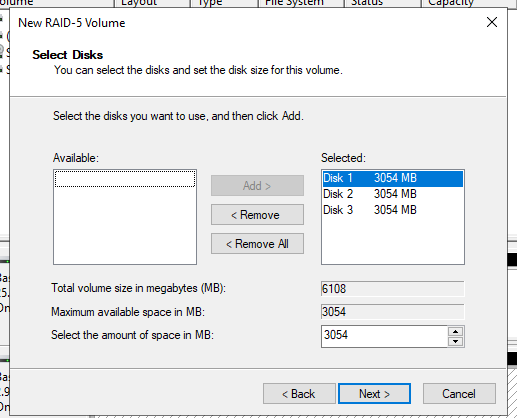 Volume Layout Type File System Status Capacity
New RAID-5 Volume
Select Disks
You can select the disks and set the disk size for this volume.
Select the disks you want to use, and then click Add.
Available:
Selected:
Add >
< Remove
< Remove All
Disk 1 3054 MB
Disk 2 3054 MB
Disk 3 3054 MB
Total volume size in megabytes (MB): 6108
Maximum available space in MB: 3054
Select the amount of space in MB: 3054
< Back
Next >
Cancel